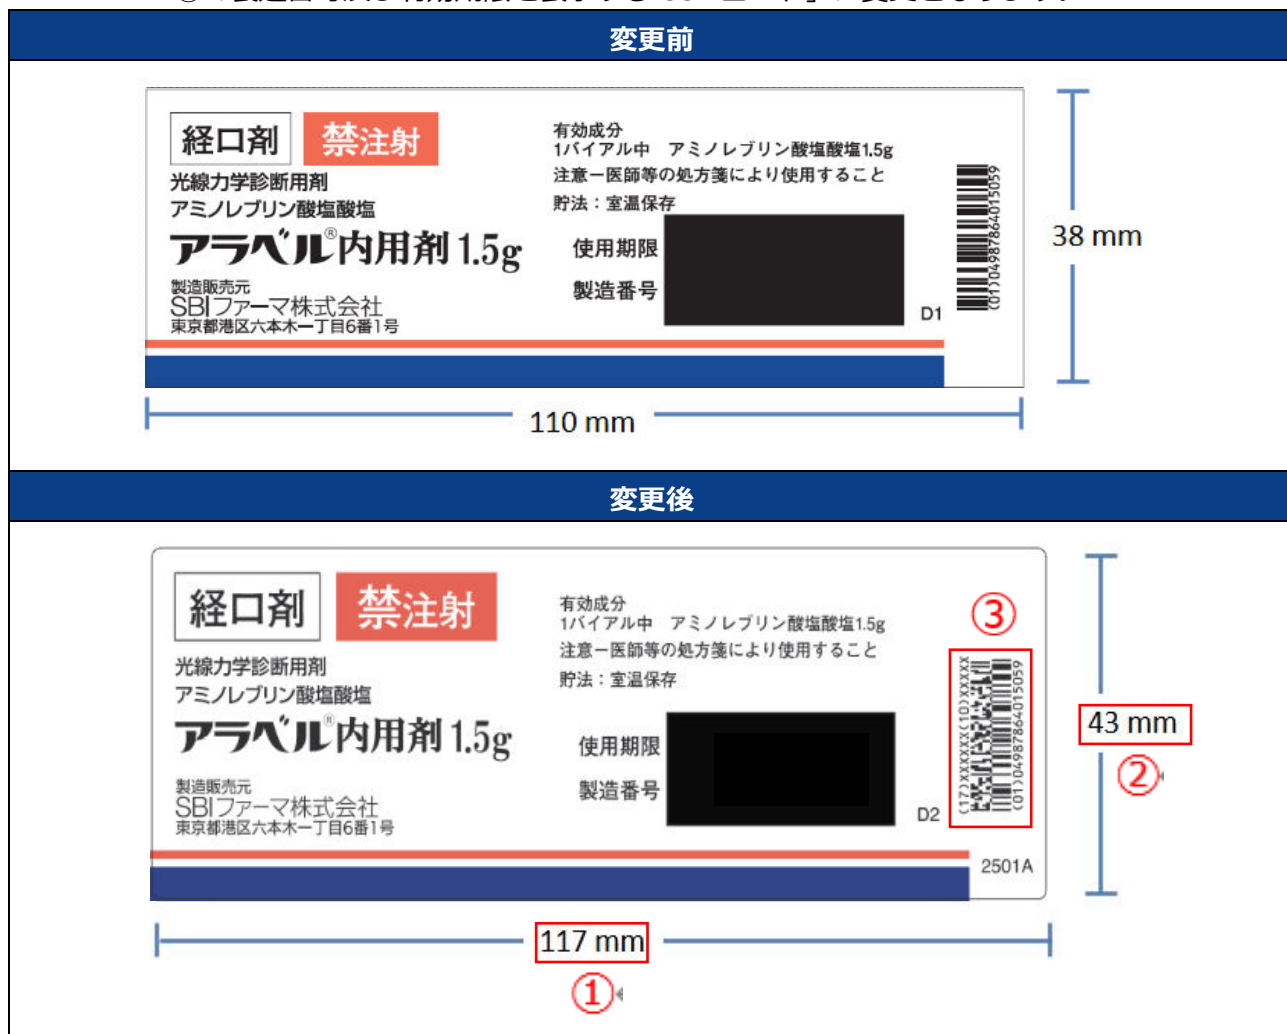 変更前
経口剤 禁注射
光線力学診断用剤
アミノレブリン酸塩酸塩
アラベル®内用剤 1.5g
製造販売元
SBIファーマ株式会社
東京都港区六本木一丁目6番1号
有効成分
1バイアル中 アミノレブリン酸塩酸塩1.5g
注意－医師等の処方箋により使用すること
貯法：室温保存
使用期限
製造番号
D1
(01)04987864015059
38 mm
110 mm
変更後
経口剤 禁注射
光線力学診断用剤
アミノレブリン酸塩酸塩
アラベル®内用剤 1.5g
製造販売元
SBIファーマ株式会社
東京都港区六本木一丁目6番1号
有効成分
1バイアル中 アミノレブリン酸塩酸塩1.5g
注意－医師等の処方箋により使用すること
貯法：室温保存
使用期限
製造番号
D2
③
(17)XXXXXX(10)XXXXX
(01)04987864015059
2501A
43 mm
②
117 mm
①